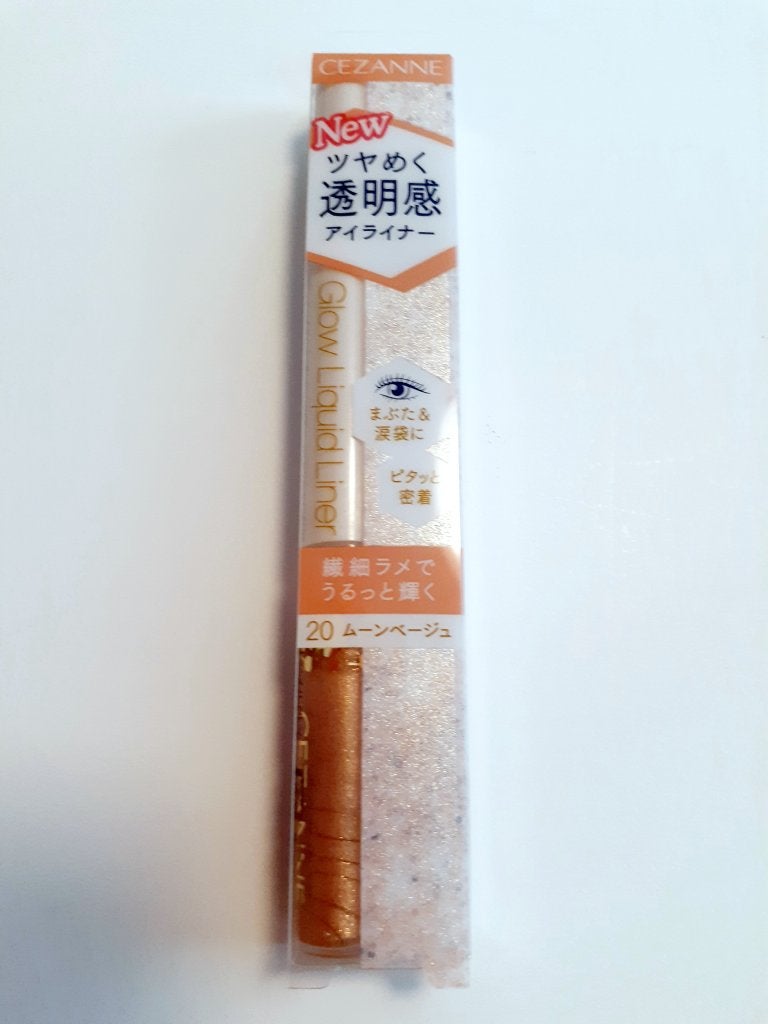 CEZANNE
New
ツヤめく
透明感
アイライナー
Glow Liquid Liner
まぶた&
涙袋に
ピタッと
密着
繊細ラメで
うるっと輝く
20 ムーンベージュ
CEZANNE